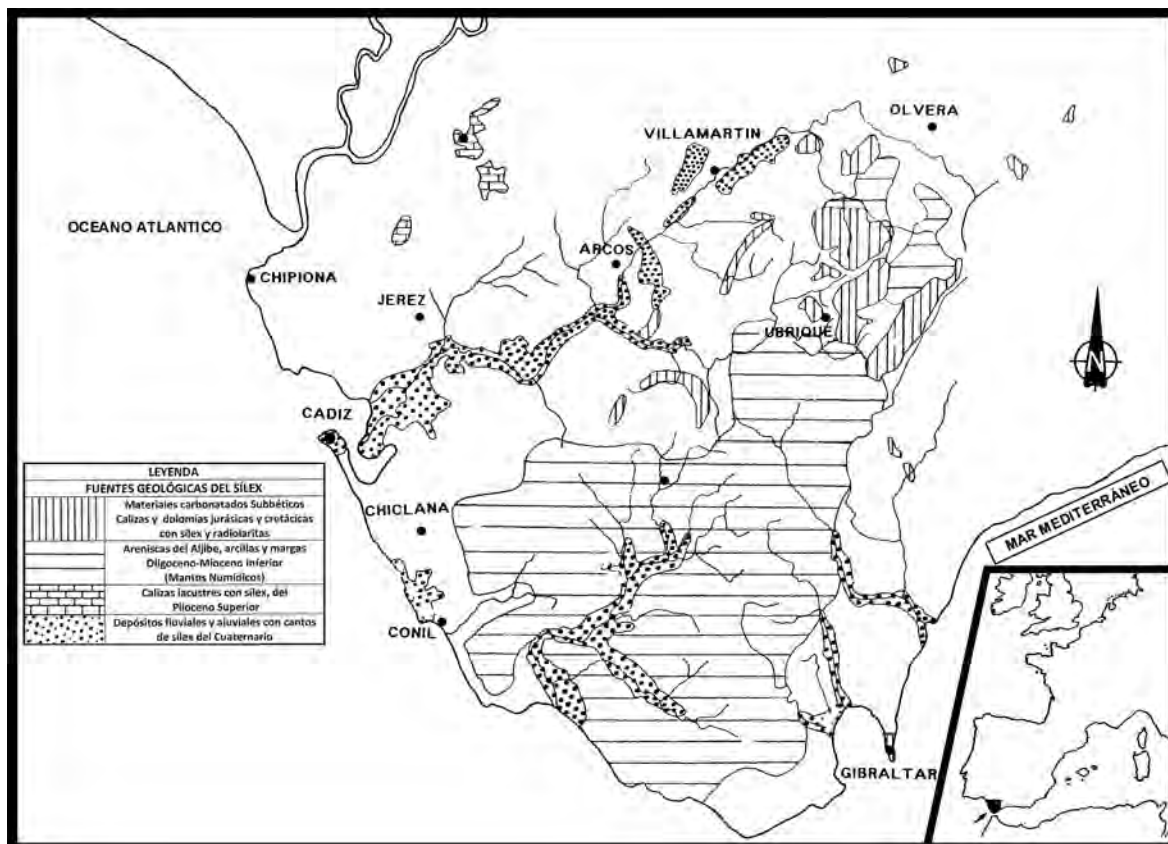 OLVERA
VILLAMARTIN
OCEANO ATLANTICO
ARCOS
CHIPIONA
JEREZ
UBRIQUE
N
CADIZ
LEYENDA
FUENTES GEOLÓGICAS DEL SÍLEX
Materiales carbonatados Subbéticos
Calizas y dolomías jurásicas y cretácicas
con sílex y radiolaritas
Areniscas del Aljibe, arcillas y margas
Oligoceno-Mioceno Inferior
(Mantos Numídicos)
Calizas lacustres con sílex, del
Plioceno Superior
Depósitos fluviales y aluviales con cantos
de sílex del Cuaternario
CHICLANA
MAR MEDITERRÁNEO
CONIL
GIBRALTAR